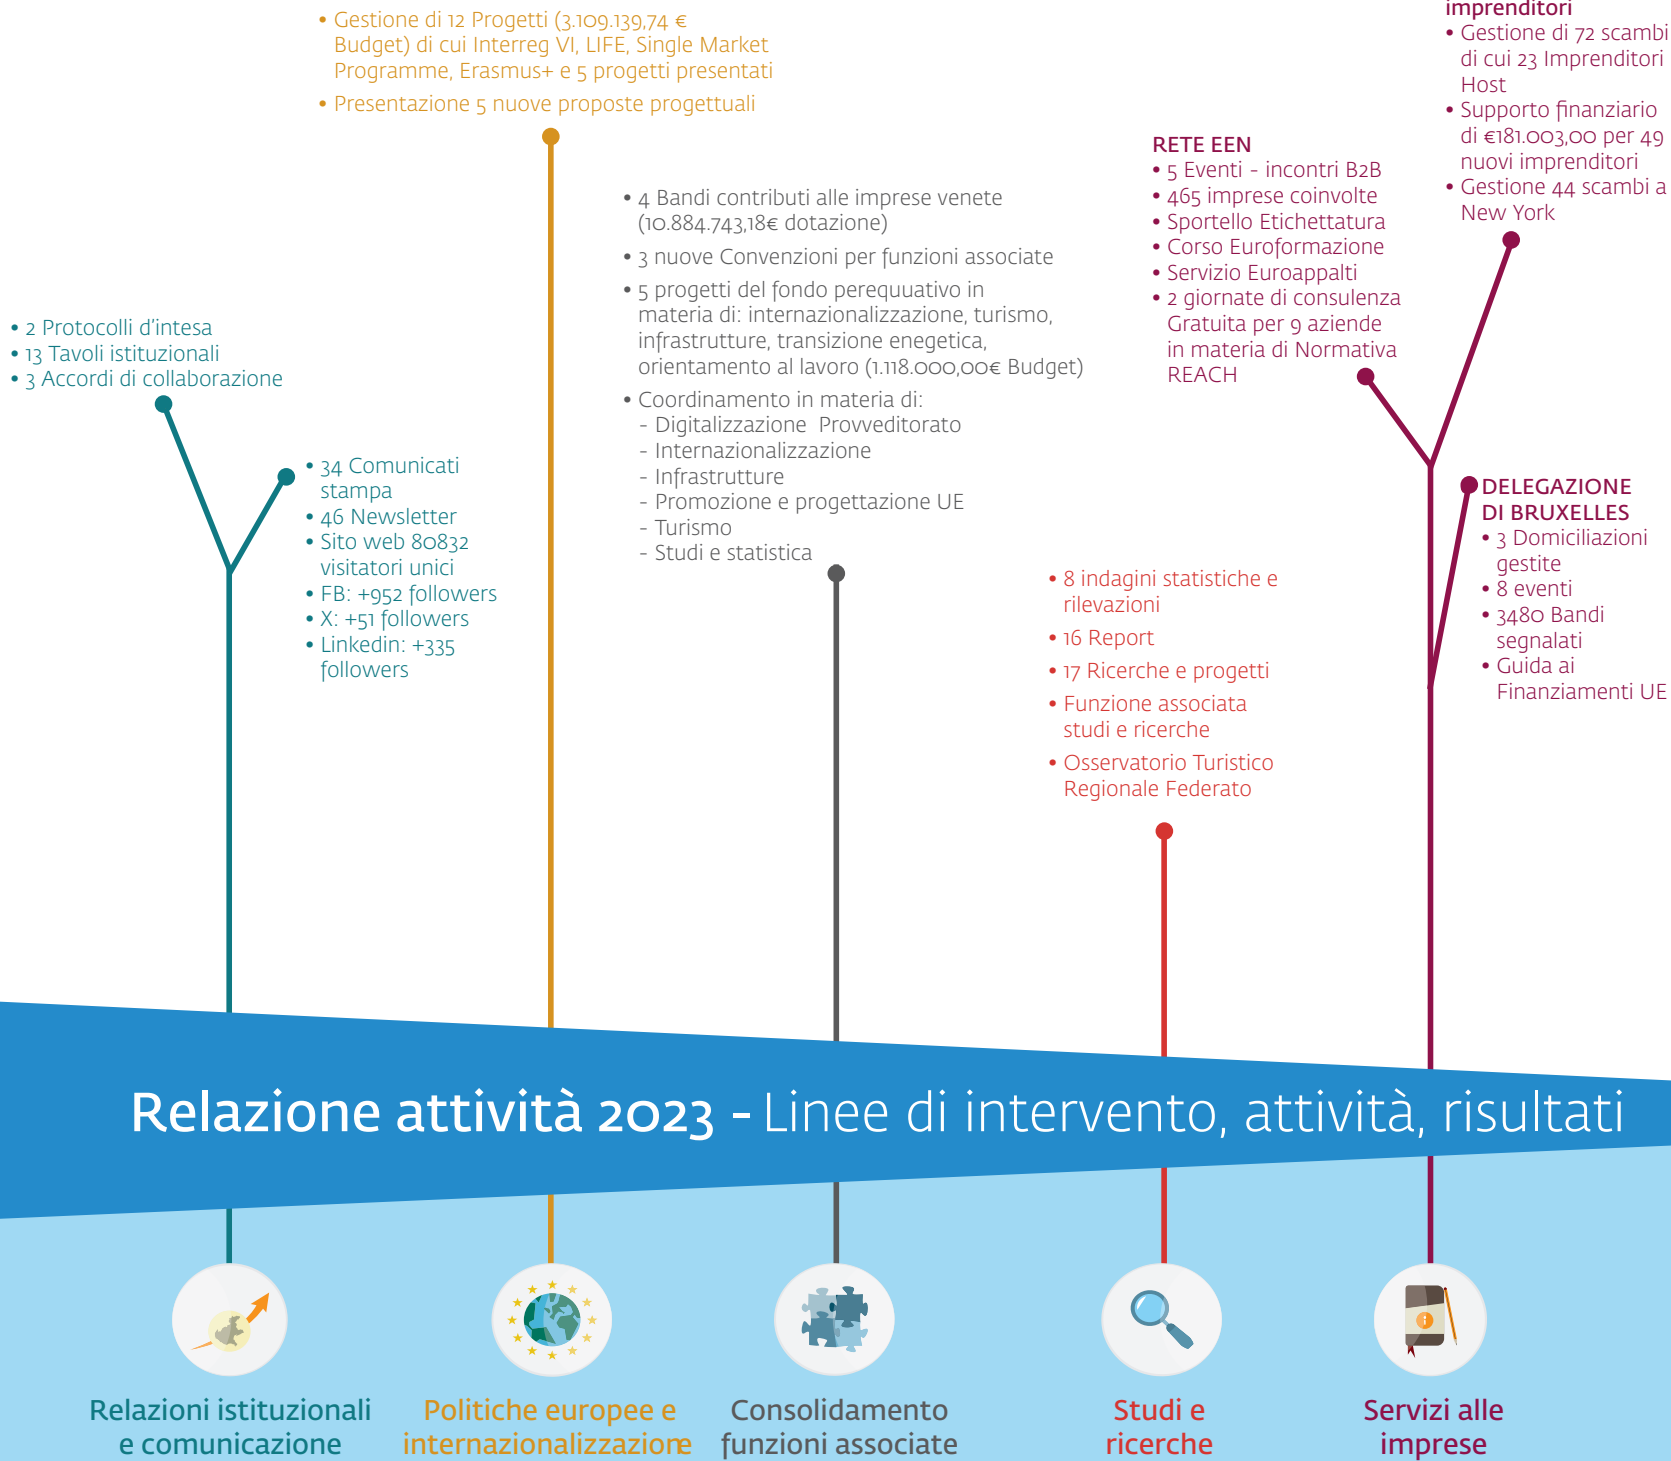 • Gestione di 12 Progetti (3.109.139,74 €
Budget) di cui Interreg VI, LIFE, Single Market
Programme, Erasmus+ e 5 progetti presentati
• Presentazione 5 nuove proposte progettuali
imprenditori
• Gestione di 72 scambi
di cui 23 Imprenditori
Host
• Supporto finanziario
di €181.003,00 per 49
nuovi imprenditori
• Gestione 44 scambi a
New York
RETE EEN
• 5 Eventi - incontri B2B
• 465 imprese coinvolte
• Sportello Etichettatura
• Corso Euroformazione
• Servizio Euroappalti
• 2 giornate di consulenza
Gratuita per 9 aziende
in materia di Normativa
REACH
• 4 Bandi contributi alle imprese venete
(10.884.743,18€ dotazione)
• 3 nuove Convenzioni per funzioni associate
• 5 progetti del fondo perequuativo in
materia di: internazionalizzazione, turismo,
infrastrutture, transizione enegetica,
orientamento al lavoro (1.118.000,00€ Budget)
• Coordinamento in materia di:
- Digitalizzazione Provveditorato
- Internazionalizzazione
- Infrastrutture
- Promozione e progettazione UE
- Turismo
- Studi e statistica
• 2 Protocolli d'intesa
• 13 Tavoli istituzionali
• 3 Accordi di collaborazione
• 34 Comunicati
stampa
• 46 Newsletter
• Sito web 80832
visitatori unici
• FB: +952 followers
• X: +51 followers
• Linkedin: +335
followers
DELEGAZIONE
DI BRUXELLES
• 3 Domiciliazioni
gestite
• 8 eventi
• 3480 Bandi
segnalati
• Guida ai
Finanziamenti UE
• 8 indagini statistiche e
rilevazioni
• 16 Report
• 17 Ricerche e progetti
• Funzione associata
studi e ricerche
• Osservatorio Turistico
Regionale Federato
Relazione attività 2023 - Linee di intervento, attività, risultati
Relazioni istituzionali
e comunicazione
Politiche europee e
internazionalizzazione
Consolidamento
funzioni associate
Studi e
ricerche
Servizi alle
imprese